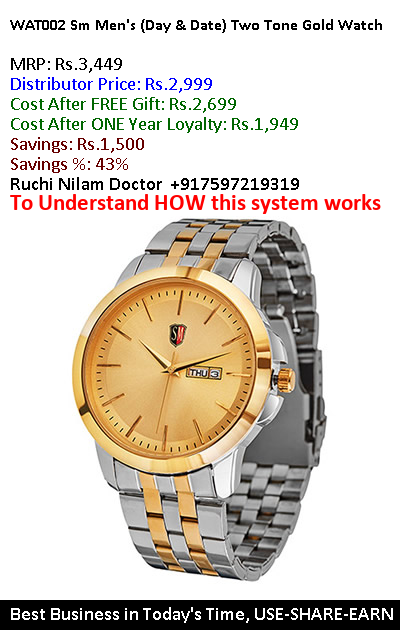 WAT002 Sm Men's (Day & Date) Two Tone Gold Watch
MRP: Rs.3,449
Distributor Price: Rs.2,999
Cost After FREE Gift: Rs.2,699
Cost After ONE Year Loyalty: Rs.1,949
Savings: Rs.1,500
Savings %: 43%
Ruchi Nilam Doctor +917597219319
To Understand HOW this system works
SM
THU 3
Best Business in Today's Time, USE-SHARE-EARN